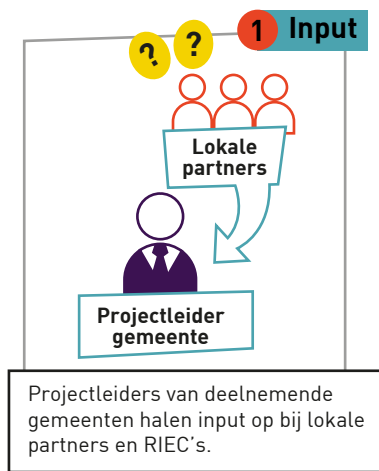 1 Input
? ?
Lokale
partners
Projectleider
gemeente
Projectleiders van deelnemende
gemeenten halen input op bij lokale
partners en RIEC's.